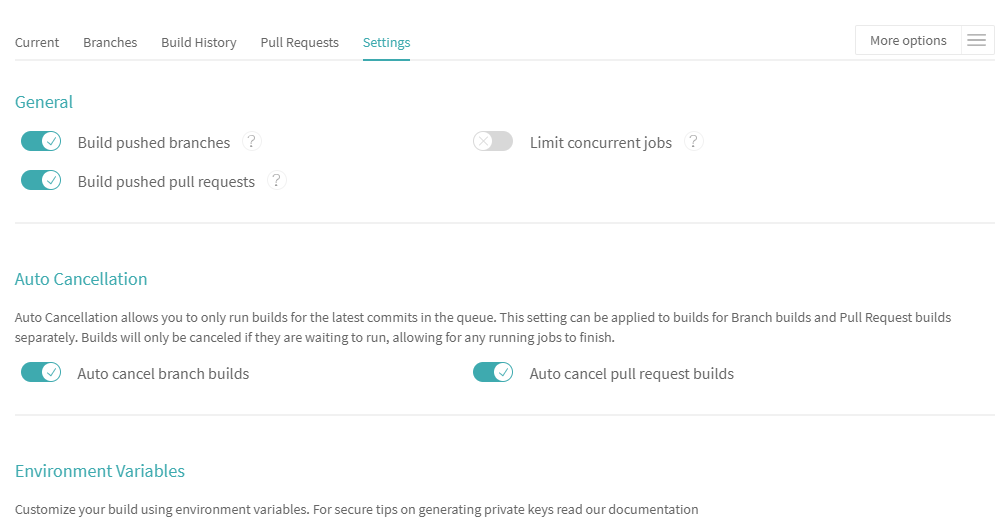 Current Branches Build History Pull Requests Settings More options
General
Build pushed branches ? Limit concurrent jobs ?
Build pushed pull requests ?
Auto Cancellation
Auto Cancellation allows you to only run builds for the latest commits in the queue. This setting can be applied to builds for Branch builds and Pull Request builds
separately. Builds will only be canceled if they are waiting to run, allowing for any running jobs to finish.
Auto cancel branch builds Auto cancel pull request builds
Environment Variables
Customize your build using environment variables. For secure tips on generating private keys read our documentation